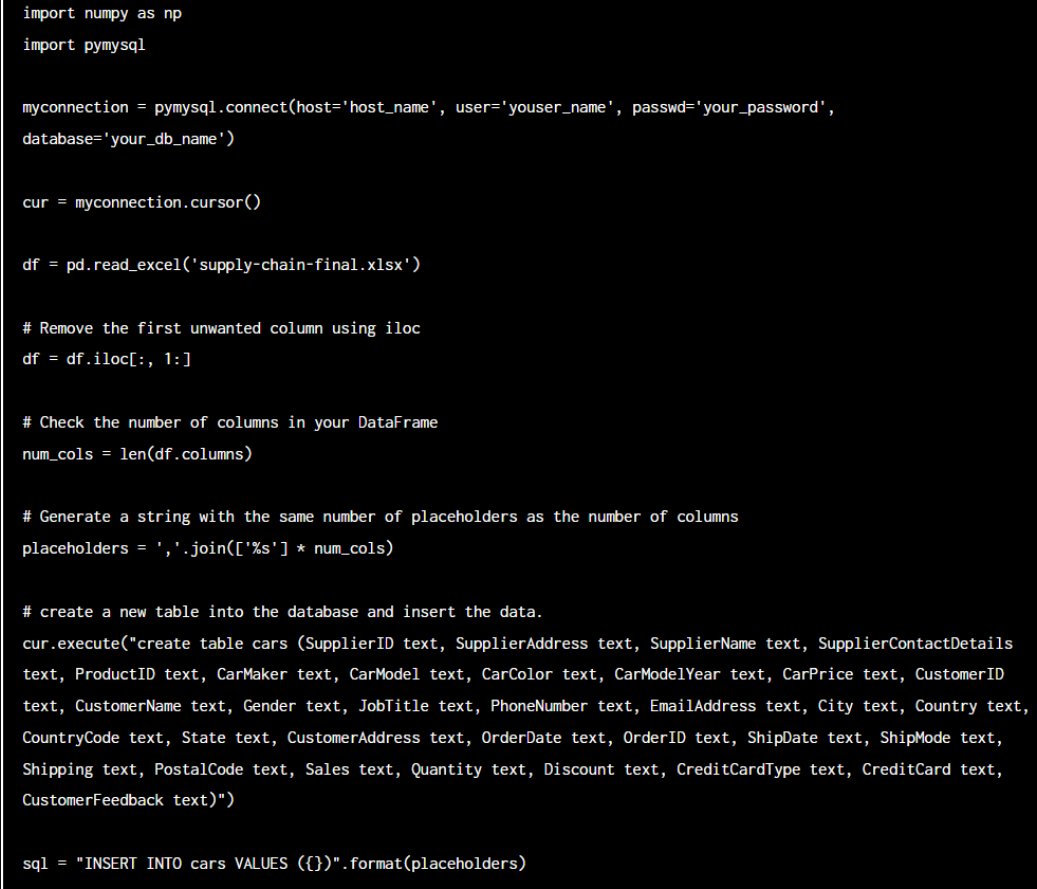 import numpy as np
import pymysql
myconnection = pymysql.connect(host='host_name', user='youser_name', passwd='your_password',
database='your_db_name')
cur = myconnection.cursor()
df = pd.read_excel('supply-chain-final.xlsx')
# Remove the first unwanted column using iloc
df = df.iloc[:, 1:]
# Check the number of columns in your DataFrame
num_cols = len(df.columns)
# Generate a string with the same number of placeholders as the number of columns
placeholders = ','.join(['%s'] * num_cols)
# create a new table into the database and insert the data.
cur.execute("create table cars (SupplierID text, SupplierAddress text, SupplierName text, SupplierContactDetails
text, ProductID text, CarMaker text, CarModel text, CarColor text, CarModelYear text, CarPrice text, CustomerID
text, CustomerName text, Gender text, JobTitle text, PhoneNumber text, EmailAddress text, City text, Country text,
CountryCode text, State text, CustomerAddress text, OrderDate text, OrderID text, ShipDate text, ShipMode text,
Shipping text, PostalCode text, Sales text, Quantity text, Discount text, CreditCardType text, CreditCard text,
CustomerFeedback text)")
sql = "INSERT INTO cars VALUES ({})".format(placeholders)